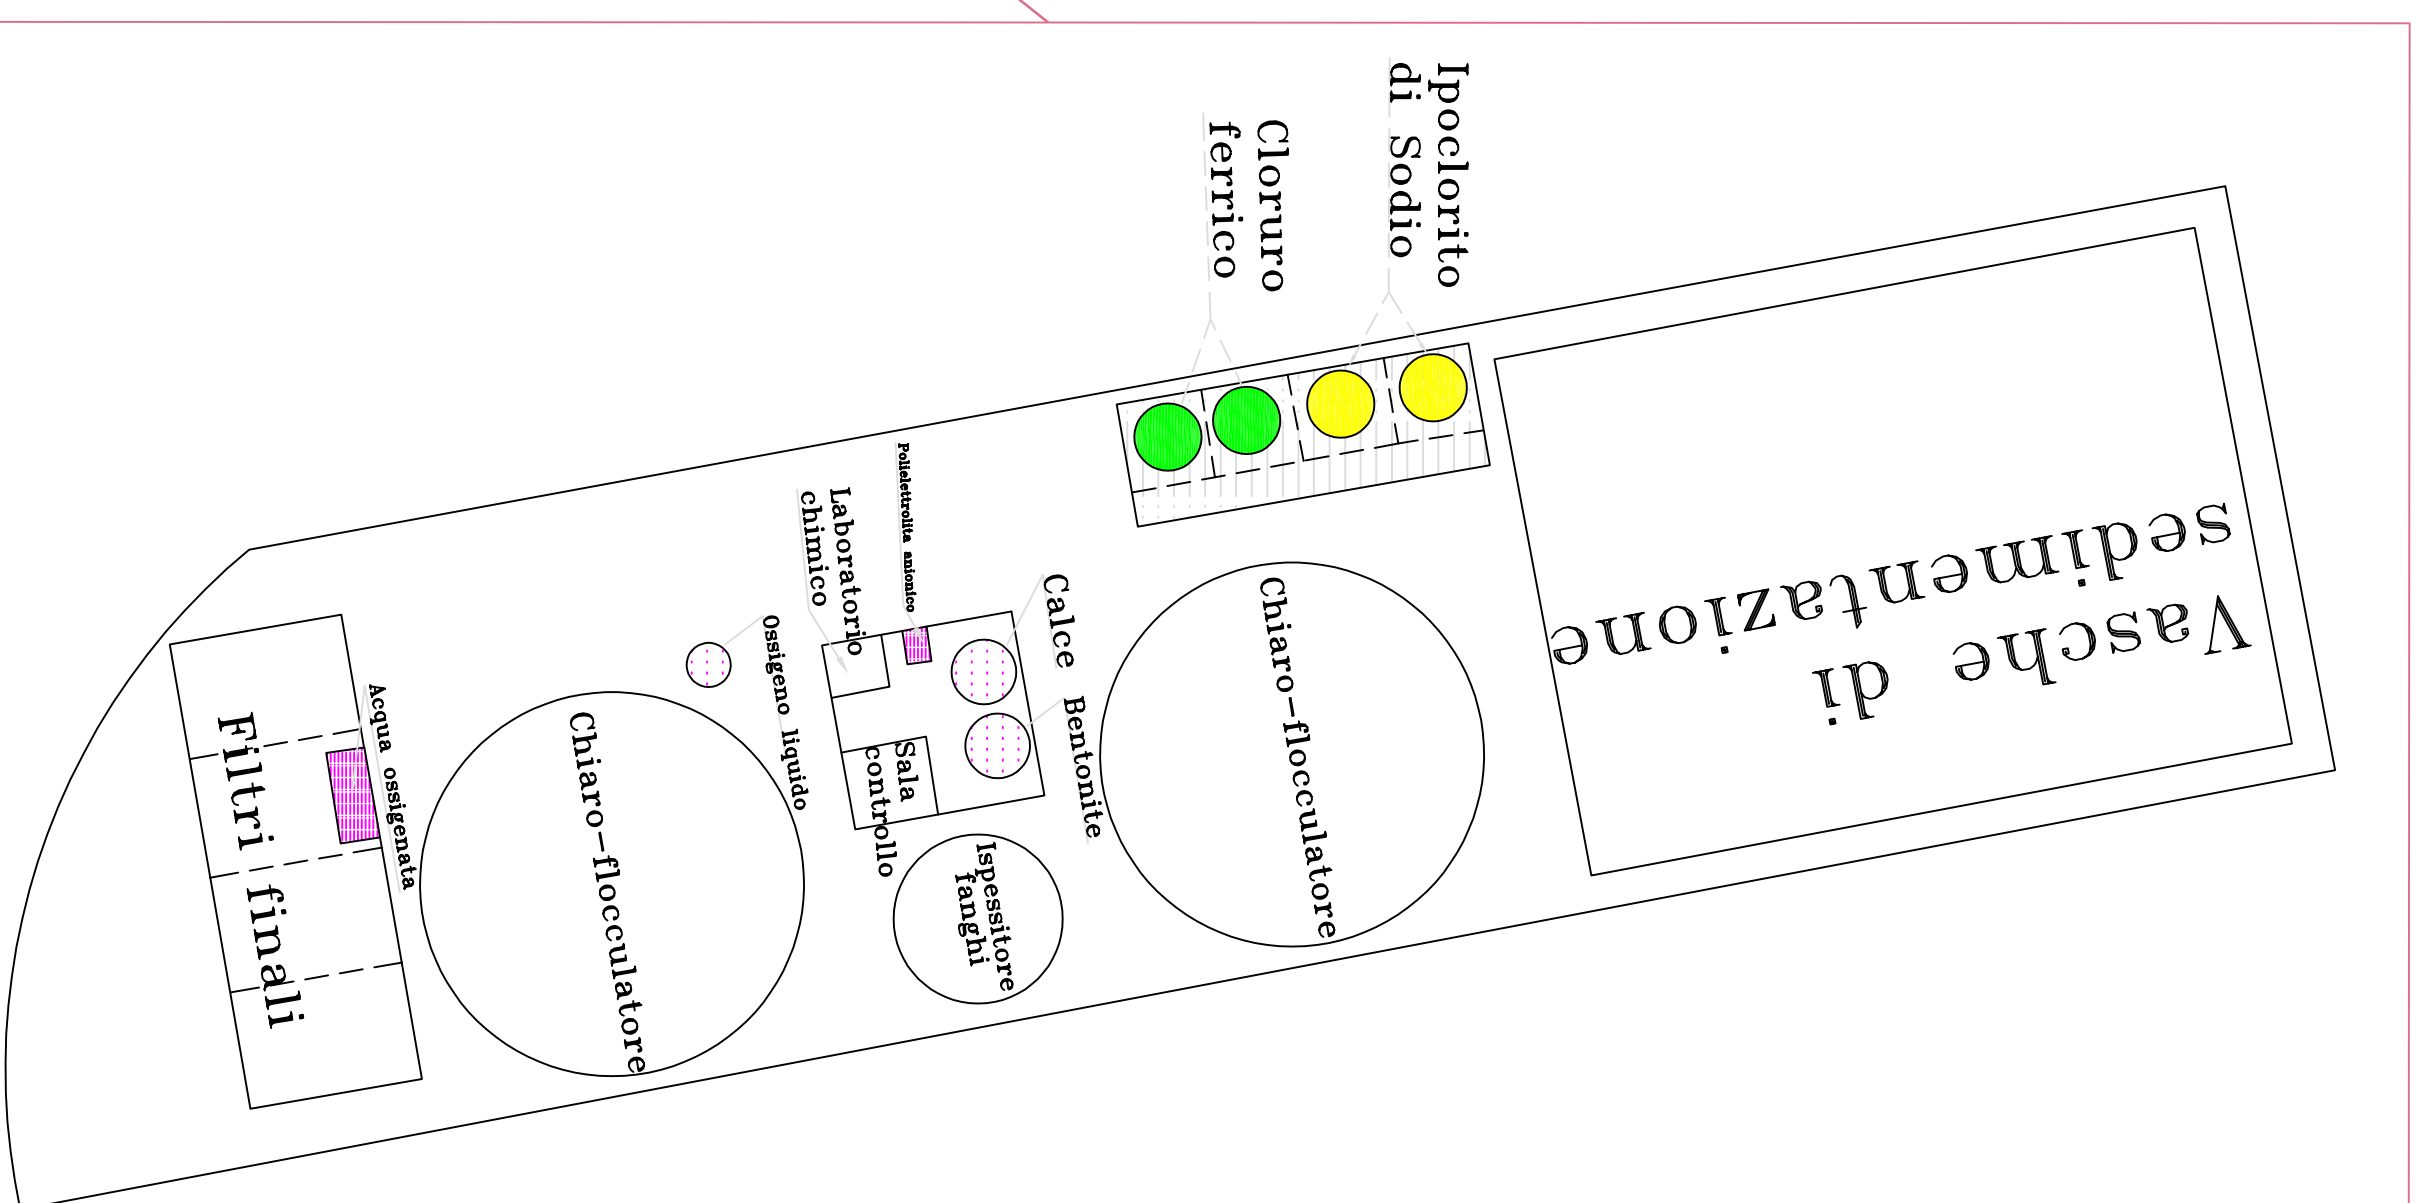 Ipoclorito
di Sodio
Cloruro
ferrico
Vasche di
sedimentazione
Polielettrolita anionico
Laboratorio
chimico
Calce
Bentonite
Chiaro-flocculatore
Ossigeno liquido
Sala
controllo
Ispessitore
fanghi
Chiaro-flocculatore
Acqua ossigenata
Filtri finali